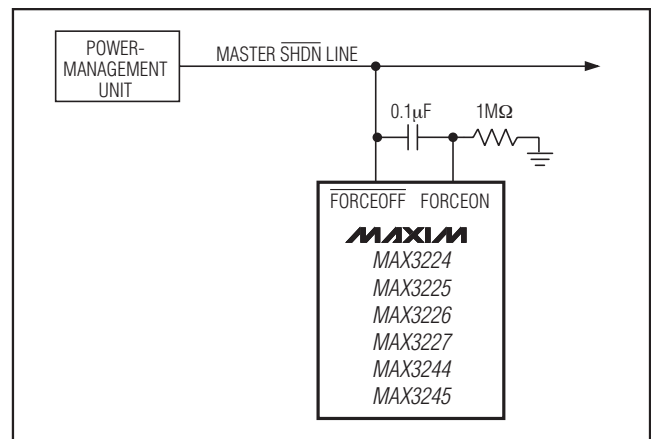 POWER-
MANAGEMENT
UNIT
MASTER SHDN LINE
0.1μF
1MΩ
FORCEOFF FORCEON
MAXIM
MAX3224
MAX3225
MAX3226
MAX3227
MAX3244
MAX3245